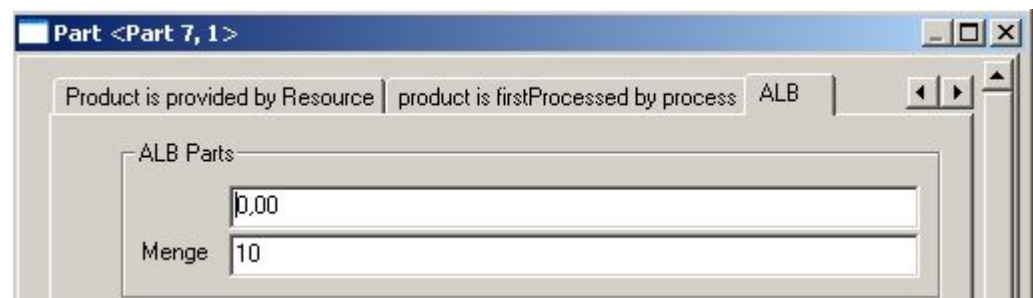 Part <Part 7, 1>
Product is provided by Resource product is firstProcessed by process ALB
ALB Parts
0,00
Menge 10